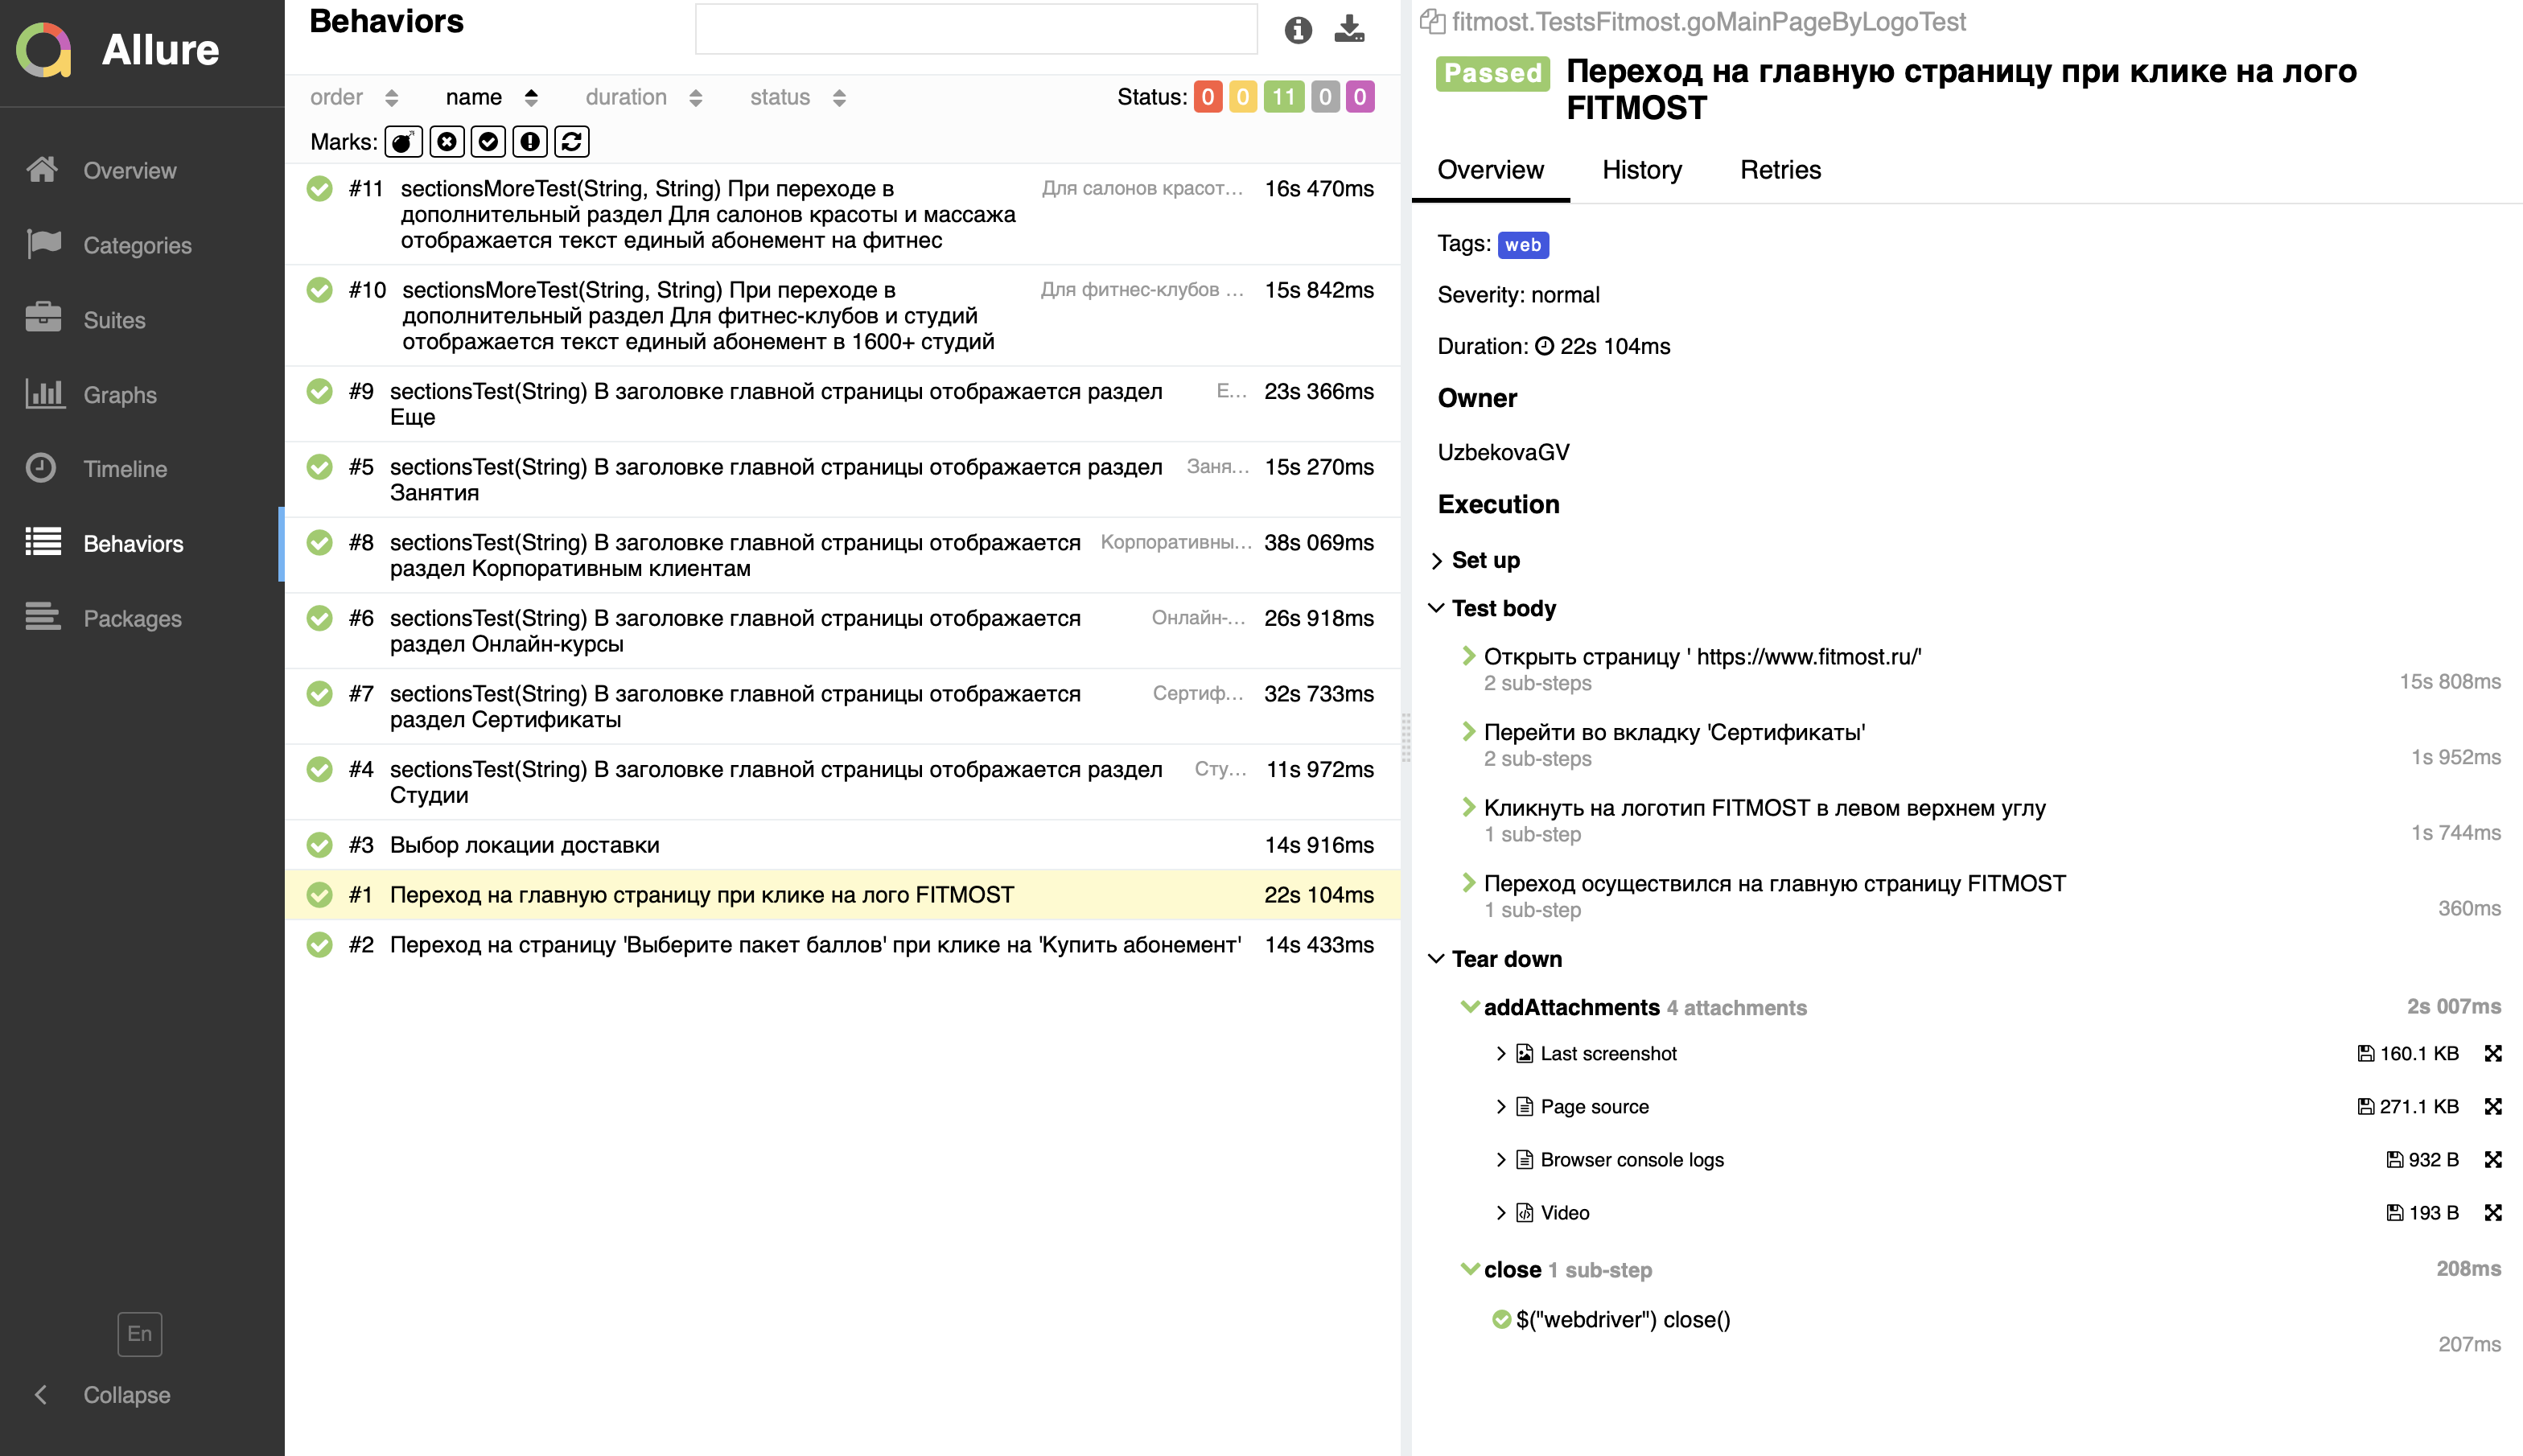 Allure
Overview
Categories
Suites
Graphs
Timeline
Behaviors
Packages
En
Collapse
Behaviors
order name duration status Status: 0 0 11 0 0
Marks:
#11 sectionsMoreTest(String, String) При переходе в Для салонов красот… 16s 470ms
дополнительный раздел Для салонов красоты и массажа
отображается текст единый абонемент на фитнес
#10 sectionsMoreTest(String, String) При переходе в Для фитнес-клубов … 15s 842ms
дополнительный раздел Для фитнес-клубов и студий
отображается текст единый абонемент в 1600+ студий
#9 sectionsTest(String) В заголовке главной страницы отображается раздел Е… 23s 366ms
Еще
#5 sectionsTest(String) В заголовке главной страницы отображается раздел Заня… 15s 270ms
Занятия
#8 sectionsTest(String) В заголовке главной страницы отображается Корпоративны… 38s 069ms
раздел Корпоративным клиентам
#6 sectionsTest(String) В заголовке главной страницы отображается Онлайн-… 26s 918ms
раздел Онлайн-курсы
#7 sectionsTest(String) В заголовке главной страницы отображается Сертиф… 32s 733ms
раздел Сертификаты
#4 sectionsTest(String) В заголовке главной страницы отображается раздел Сту… 11s 972ms
Студии
#3 Выбор локации доставки 14s 916ms
#1 Переход на главную страницу при клике на лого FITMOST 22s 104ms
#2 Переход на страницу 'Выберите пакет баллов' при клике на 'Купить абонемент' 14s 433ms
fitmost.TestsFitmost.goMainPageByLogoTest
Passed Переход на главную страницу при клике на лого
FITMOST
Overview History Retries
Tags: web
Severity: normal
Duration: 22s 104ms
Owner
UzbekovaGV
Execution
Set up
Test body
Открыть страницу ' https://www.fitmost.ru/'
2 sub-steps 15s 808ms
Перейти во вкладку 'Сертификаты'
2 sub-steps 1s 952ms
Кликнуть на логотип FITMOST в левом верхнем углу
1 sub-step 1s 744ms
Переход осуществился на главную страницу FITMOST
1 sub-step 360ms
Tear down
addAttachments 4 attachments 2s 007ms
Last screenshot 160.1 KB
Page source 271.1 KB
Browser console logs 932 B
Video 193 B
close 1 sub-step 208ms
$("webdriver") close()
207ms